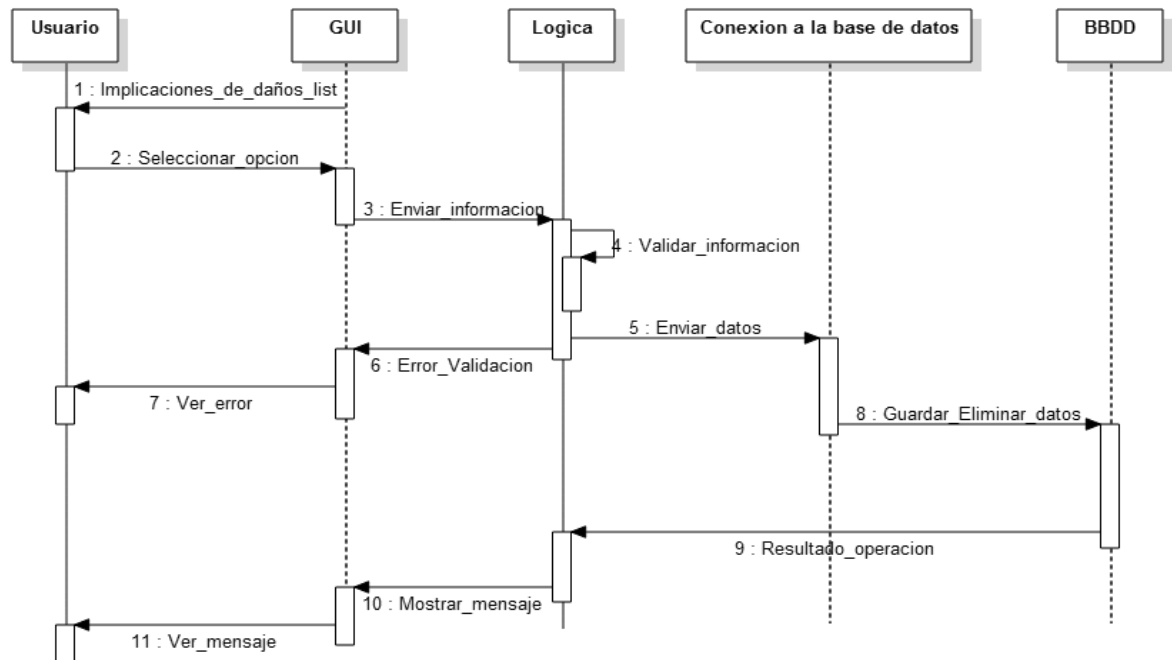 Usuario
GUI
Logica
Conexion a la base de datos
BBDD
1 : Implicaciones_de_daños_list
2 : Seleccionar_opcion
3 : Enviar_informacion
4 : Validar_informacion
5 : Enviar_datos
6 : Error_Validacion
7 : Ver_error
8 : Guardar_Eliminar_datos
9 : Resultado_operacion
10 : Mostrar_mensaje
11 : Ver_mensaje